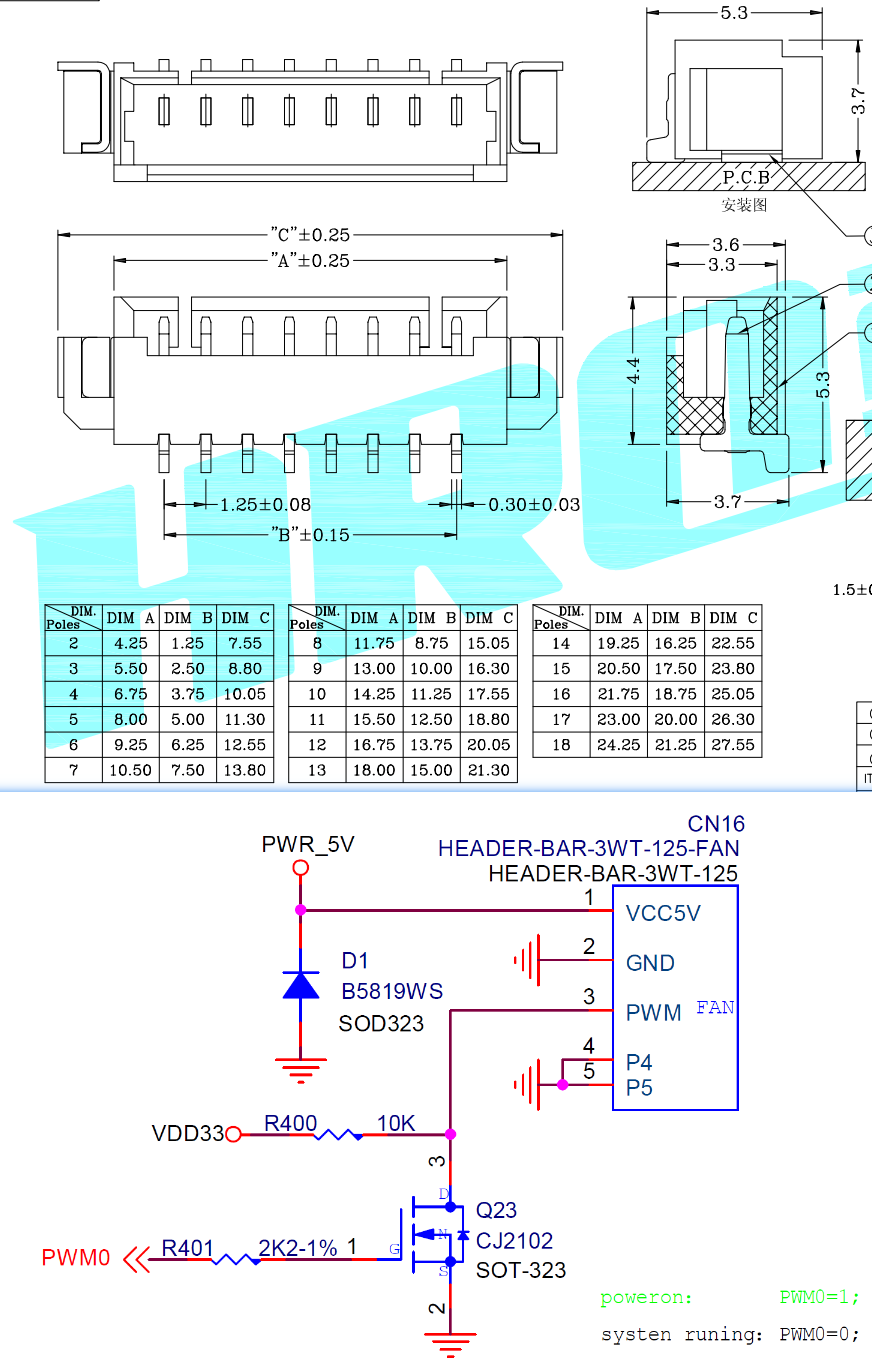 5.3
3.7
P.C.B
安装图
"C"±0.25
"A"±0.25
3.6
3.3
4.4
5.3
3.7
1.25±0.08
0.30±0.03
"B"±0.15
HRO
1.5±0
DIM. Poles DIM A DIM B DIM C
2 4.25 1.25 7.55
3 5.50 2.50 8.80
4 6.75 3.75 10.05
5 8.00 5.00 11.30
6 9.25 6.25 12.55
7 10.50 7.50 13.80
DIM. Poles DIM A DIM B DIM C
8 11.75 8.75 15.05
9 13.00 10.00 16.30
10 14.25 11.25 17.55
11 15.50 12.50 18.80
12 16.75 13.75 20.05
13 18.00 15.00 21.30
DIM. Poles DIM A DIM B DIM C
14 19.25 16.25 22.55
15 20.50 17.50 23.80
16 21.75 18.75 25.05
17 23.00 20.00 26.30
18 24.25 21.25 27.55
IT
CN16
PWR_5V
HEADER-BAR-3WT-125-FAN
HEADER-BAR-3WT-125
1 VCC5V
2 GND
3 PWM FAN
4 P4
5 P5
D1
B5819WS
SOD323
VDD33 R400 10K
3
D
Q23
N
CJ2102
PWM0 R401 2K2-1% 1 G
S
SOT-323
2
poweron: PWM0=1;
systen runing: PWM0=0;